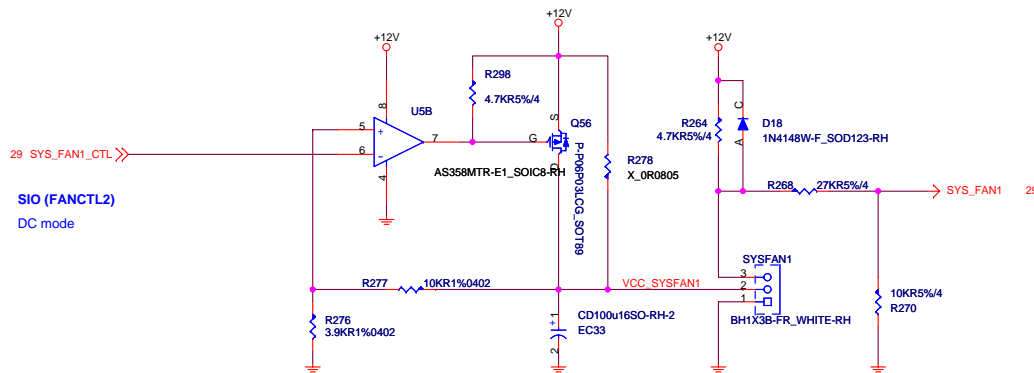 +12V
+12V
+12V
R298
4.7KR5%/4
U5B
8
5
+
6
-
7
4
29 SYS_FAN1_CTL
Q56
S
G
D
P-P06P03LCG_SOT89
AS358MTR-E1_SOIC8-RH
R278
X_0R0805
R264
4.7KR5%/4
C
D18
1N4148W-F_SOD123-RH
A
R268
27KR5%/4
SYS_FAN1 29
SIO (FANCTL2)
DC mode
R277
10KR1%0402
VCC_SYSFAN1
SYSFAN1
3
2
1
BH1X3B-FR_WHITE-RH
R276
3.9KR1%0402
+
1
CD100u16SO-RH-2
EC33
2
10KR5%/4
R270